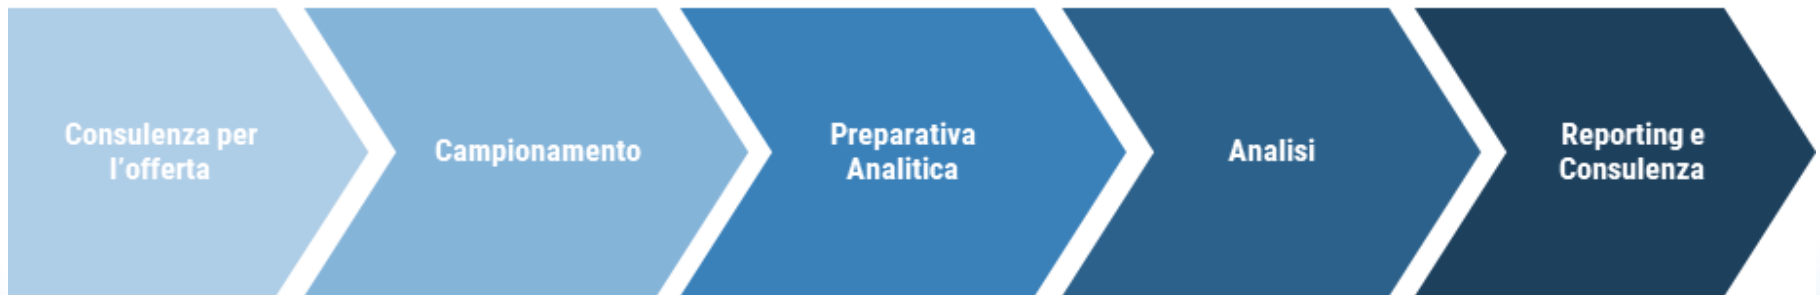 Consulenza per
l’offerta
Campionamento
Preparativa
Analitica
Analisi
Reporting e
Consulenza